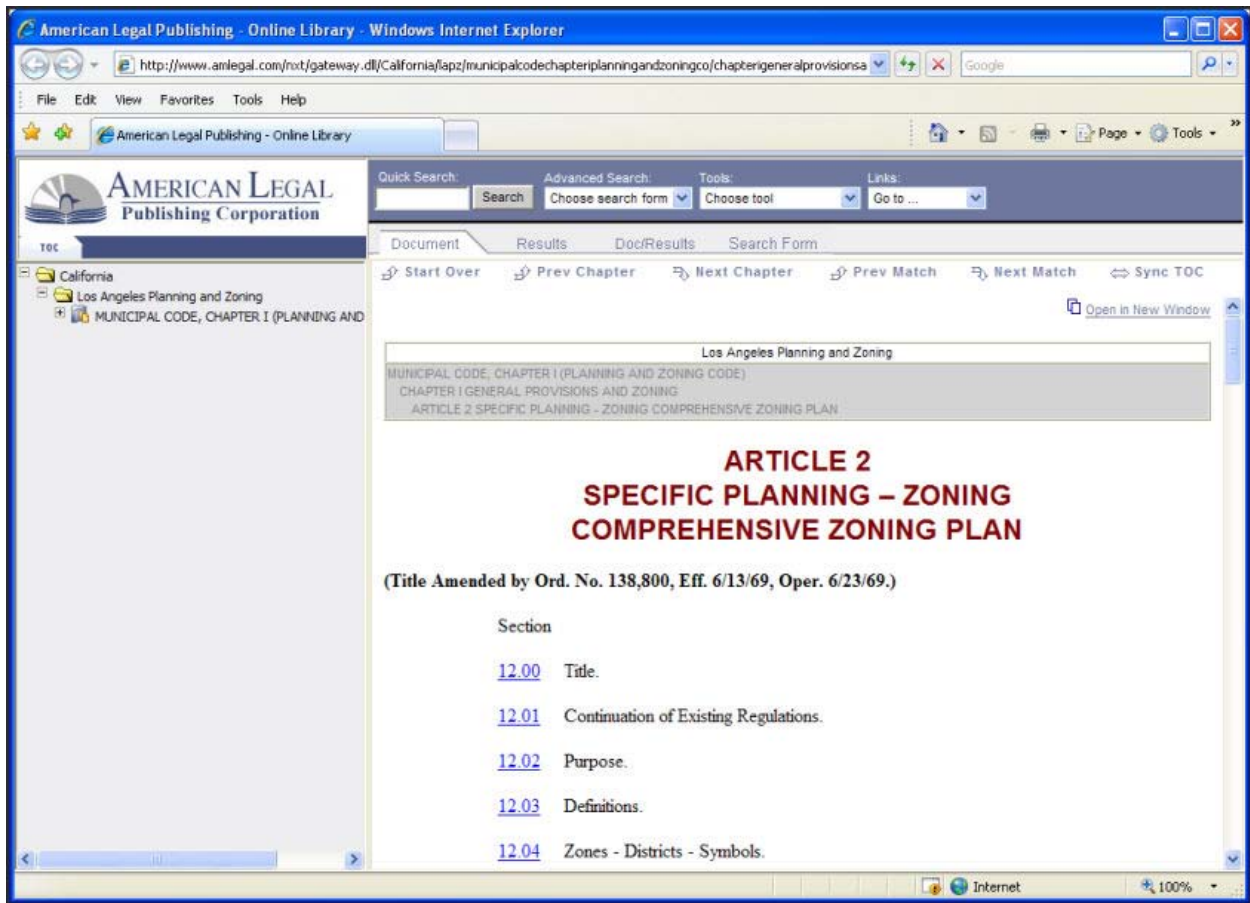 American Legal Publishing - Online Library - Windows Internet Explorer
http://www.amlegal.com/nxt/gateway.dll/California/lapz/municipalcodechapteriplanningandzoningco/chapterigeneralprovisionsa
Google
File Edit View Favorites Tools Help
American Legal Publishing - Online Library
Page Tools »
AMERICAN LEGAL
Publishing Corporation
Quick Search: Advanced Search: Tools: Links:
Search Choose search form Choose tool Go to ...
TOC
Document Results Doc/Results Search Form
Start Over Prev Chapter Next Chapter Prev Match Next Match Sync TOC
California
Los Angeles Planning and Zoning
MUNICIPAL CODE, CHAPTER I (PLANNING AND
Open in New Window
Los Angeles Planning and Zoning
MUNICIPAL CODE, CHAPTER I (PLANNING AND ZONING CODE)
CHAPTER I GENERAL PROVISIONS AND ZONING
ARTICLE 2 SPECIFIC PLANNING - ZONING COMPREHENSIVE ZONING PLAN
ARTICLE 2
SPECIFIC PLANNING – ZONING
COMPREHENSIVE ZONING PLAN
(Title Amended by Ord. No. 138,800, Eff. 6/13/69, Oper. 6/23/69.)
Section
12.00 Title.
12.01 Continuation of Existing Regulations.
12.02 Purpose.
12.03 Definitions.
12.04 Zones - Districts - Symbols.
Internet 100%